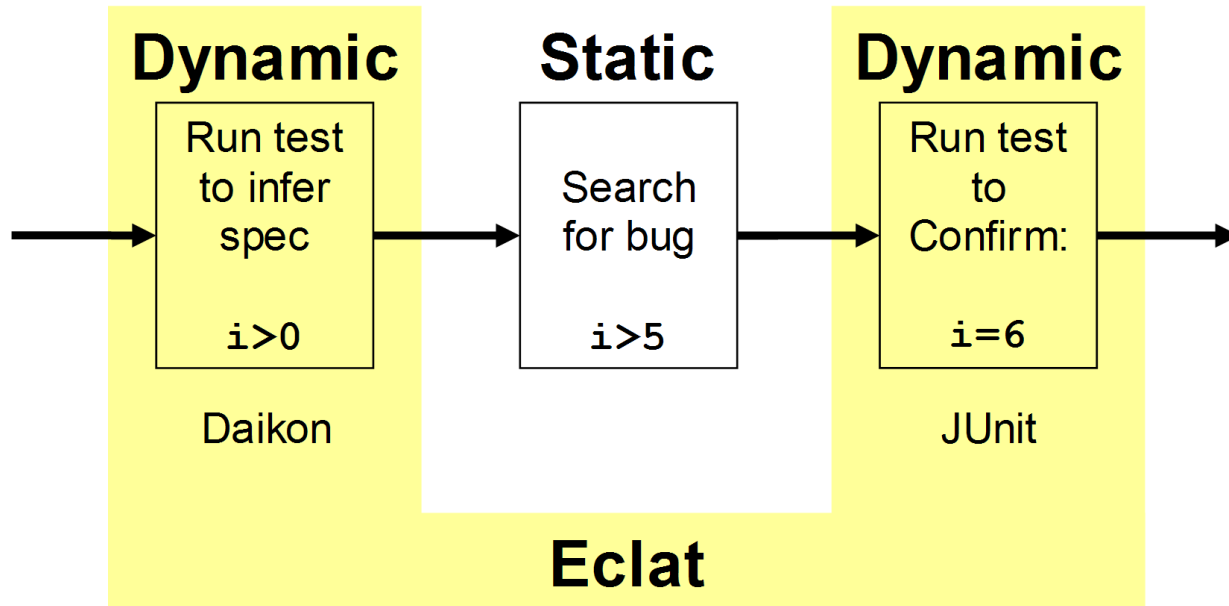 Dynamic
Run test
to infer
spec
i>0
Daikon
Static
Search
for bug
i>5
Dynamic
Run test
to
Confirm:
i=6
JUnit
Eclat